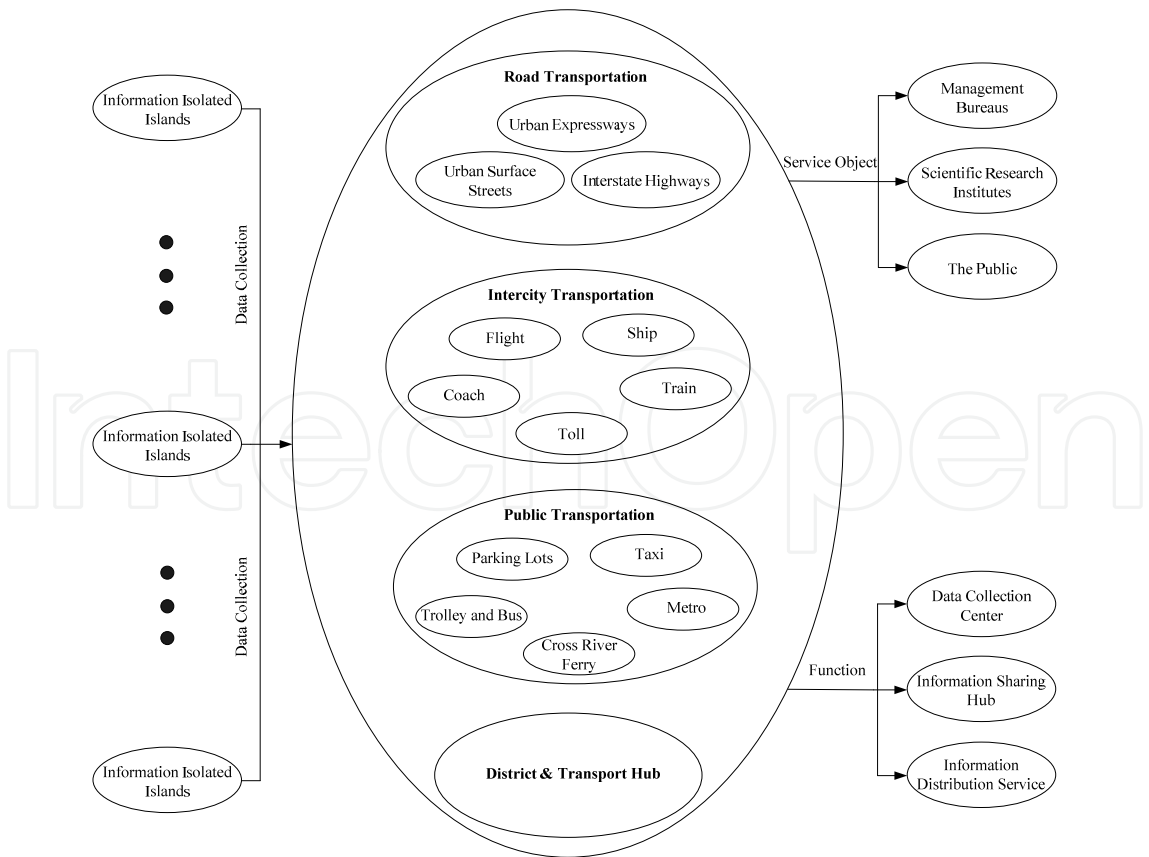 Information Isolated
Islands
Data Collection
Information Isolated
Islands
Data Collection
Information Isolated
Islands
Road Transportation
Urban Expressways
Urban Surface
Streets
Interstate Highways
Intercity Transportation
Flight
Ship
Coach
Train
Toll
Public Transportation
Parking Lots
Taxi
Trolley and Bus
Metro
Cross River
Ferry
District & Transport Hub
Service Object
Management
Bureaus
Scientific Research
Institutes
The Public
Function
Data Collection
Center
Information Sharing
Hub
Information
Distribution Service
IntechOpen